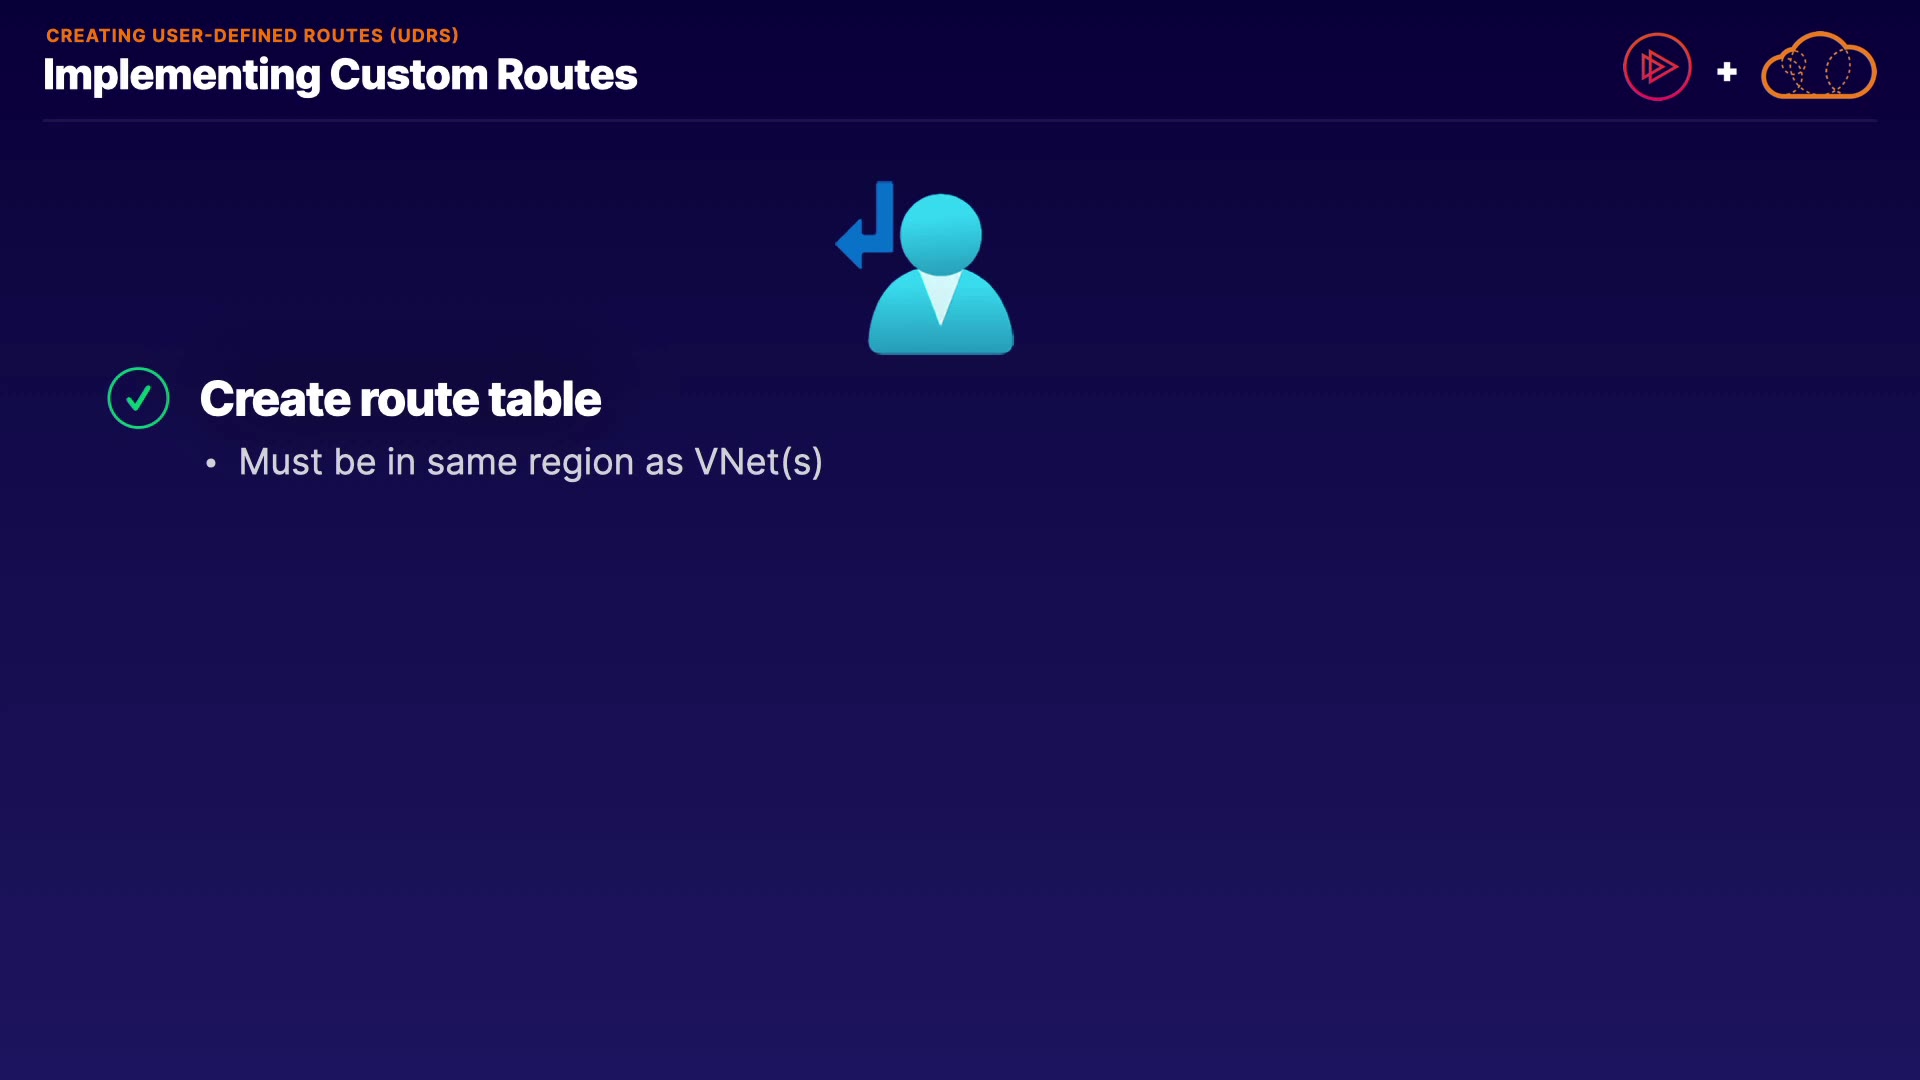 CREATING USER-DEFINED ROUTES (UDRS)
Implementing Custom Routes
+
Create route table
• Must be in same region as VNet(s)